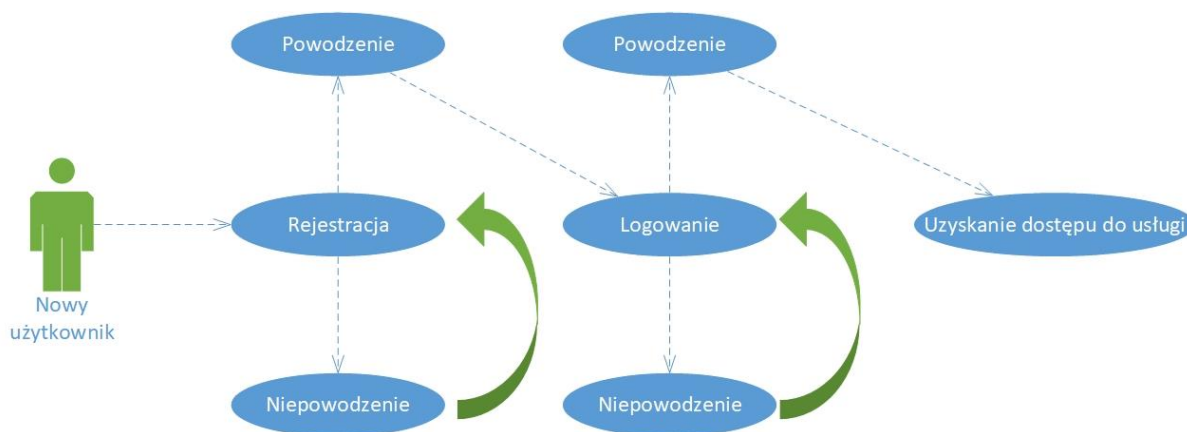 Powodzenie
Powodzenie
Rejestracja
Logowanie
Uzyskanie dostępu do usługi
Nowy
użytkownik
Niepowodzenie
Niepowodzenie